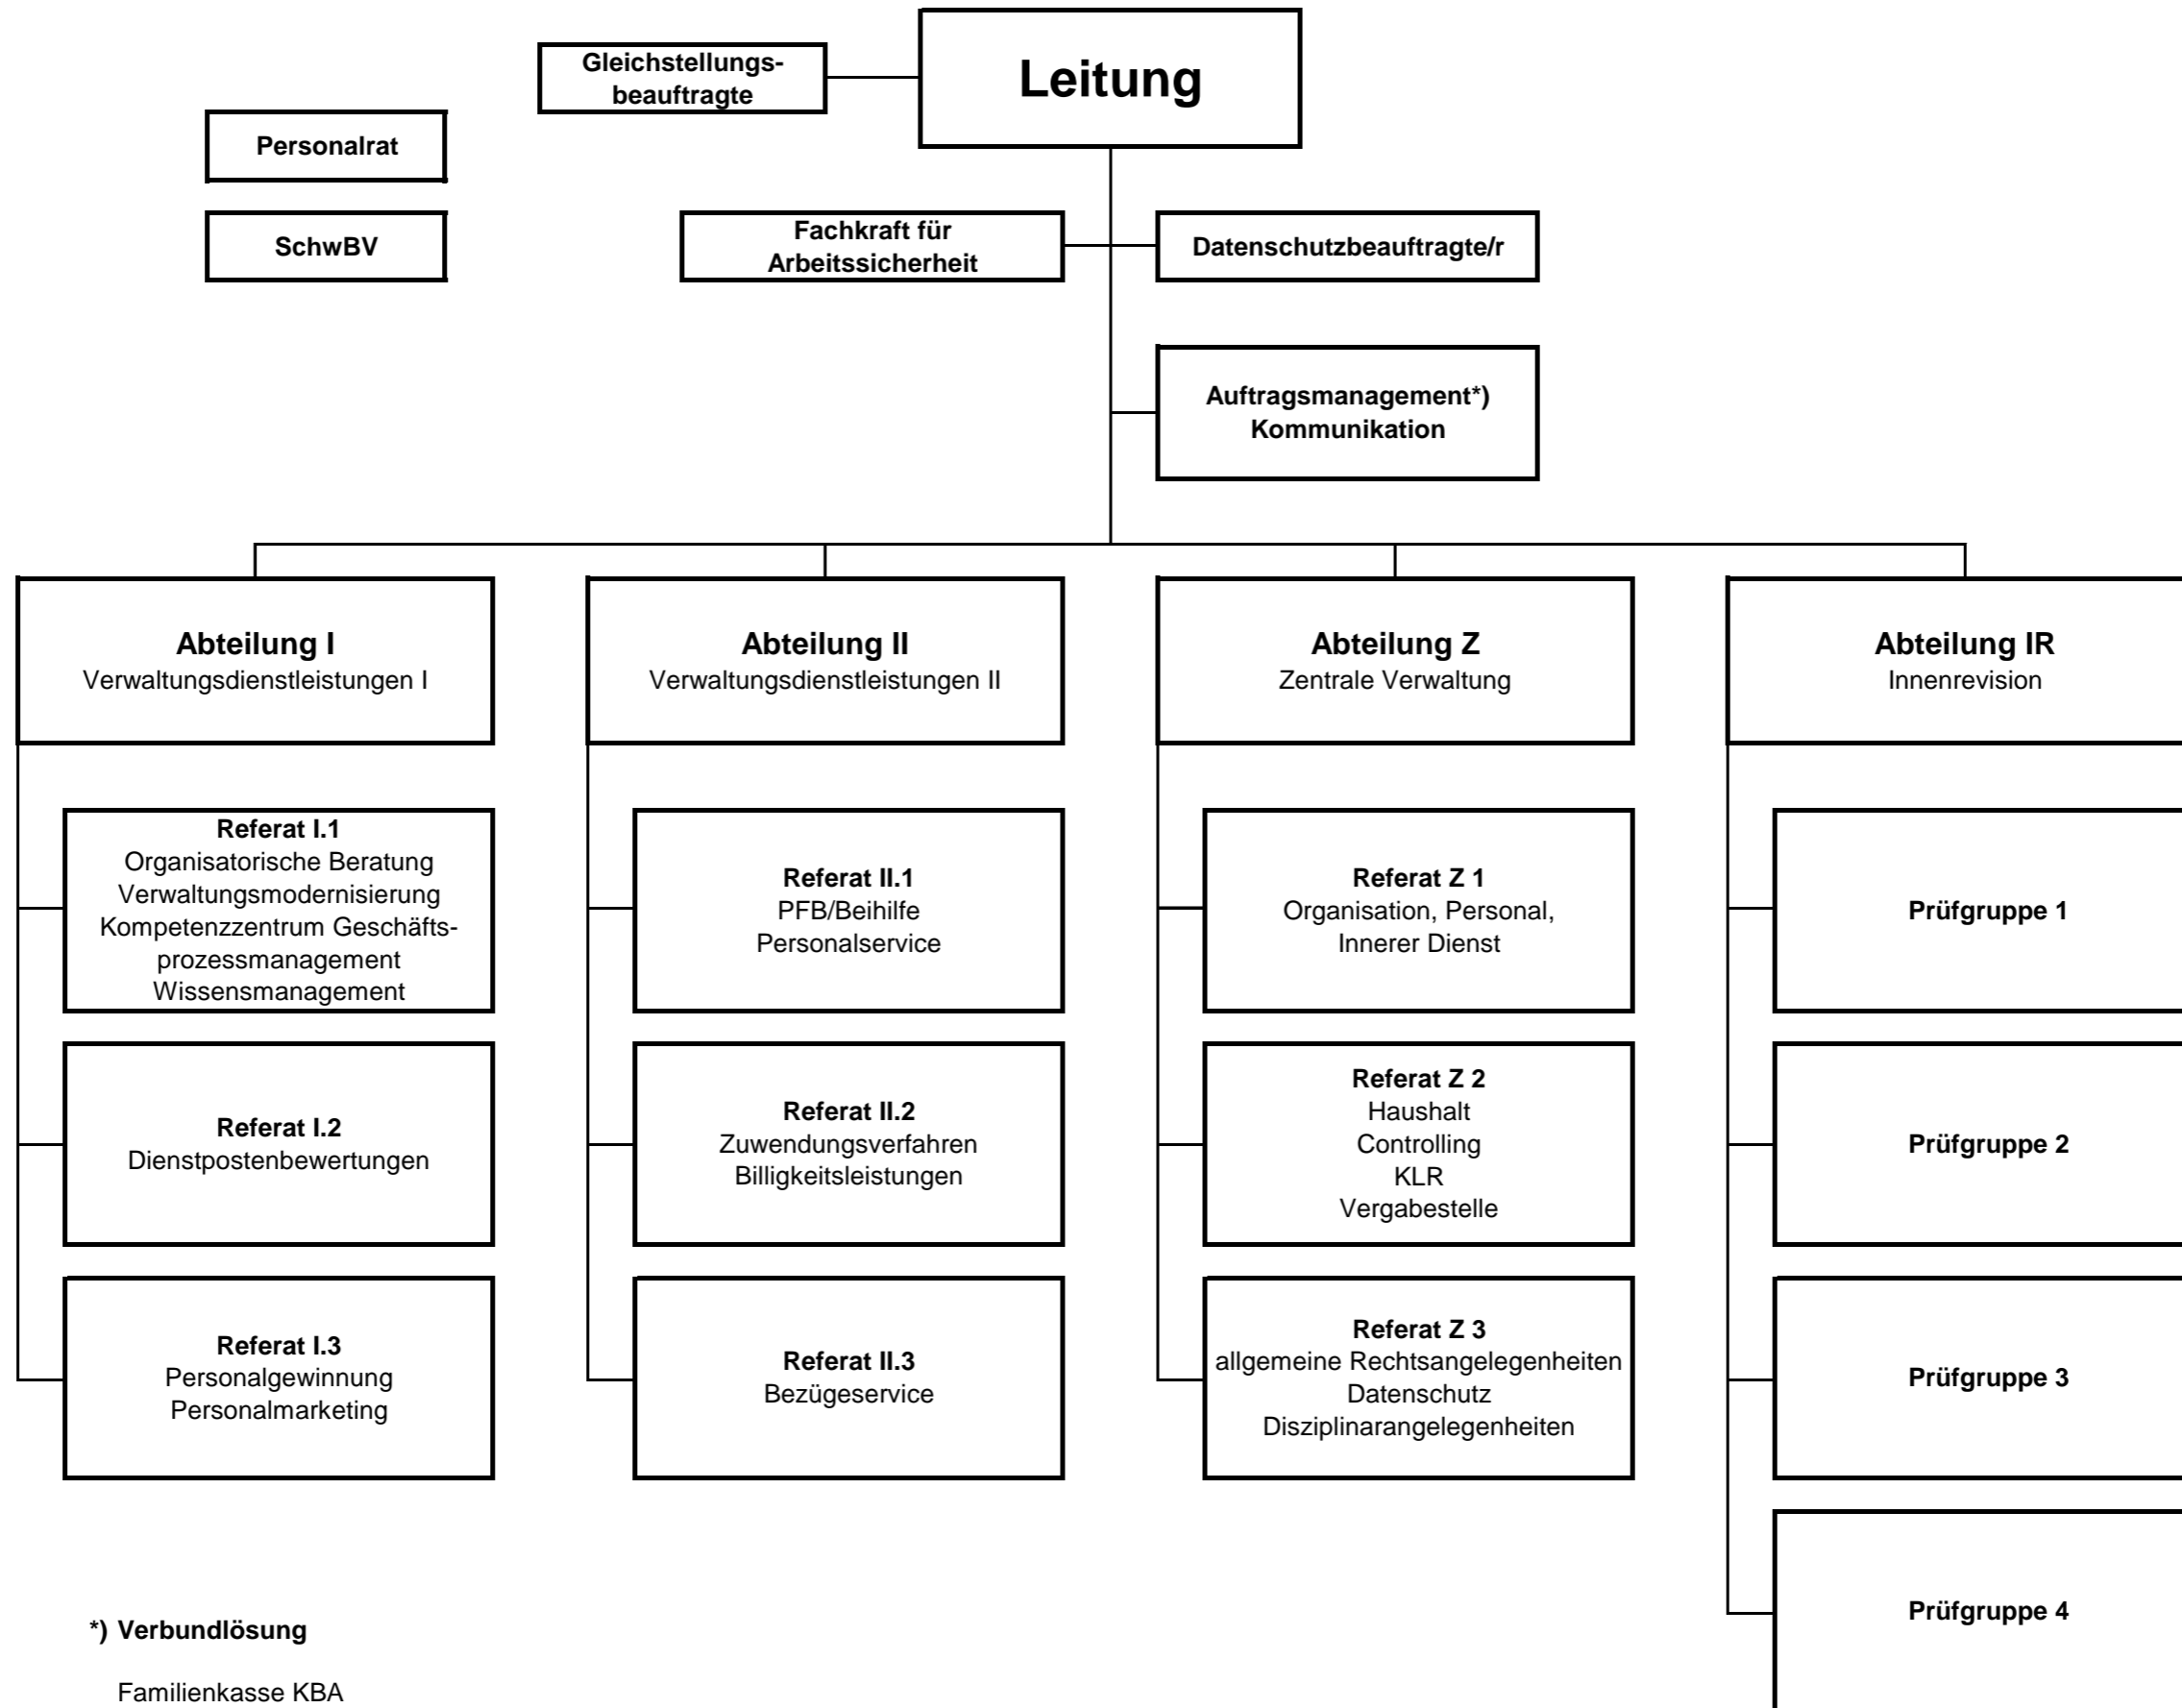 Gleichstellungs-
beauftragte
Leitung
Personalrat
SchwBV
Fachkraft für
Arbeitssicherheit
Datenschutzbeauftragte/r
Auftragsmanagement*)
Kommunikation
Abteilung I
Verwaltungsdienstleistungen I
Abteilung II
Verwaltungsdienstleistungen II
Abteilung Z
Zentrale Verwaltung
Abteilung IR
Innenrevision
Referat I.1
Organisatorische Beratung
Verwaltungsmodernisierung
Kompetenzzentrum Geschäfts-
prozessmanagement
Wissensmanagement
Referat II.1
PFB/Beihilfe
Personalservice
Referat Z 1
Organisation, Personal,
Innerer Dienst
Prüfgruppe 1
Referat I.2
Dienstpostenbewertungen
Referat II.2
Zuwendungsverfahren
Billigkeitsleistungen
Referat Z 2
Haushalt
Controlling
KLR
Vergabestelle
Prüfgruppe 2
Referat I.3
Personalgewinnung
Personalmarketing
Referat II.3
Bezügeservice
Referat Z 3
allgemeine Rechtsangelegenheiten
Datenschutz
Disziplinarangelegenheiten
Prüfgruppe 3
Prüfgruppe 4
*) Verbundlösung
Familienkasse KBA